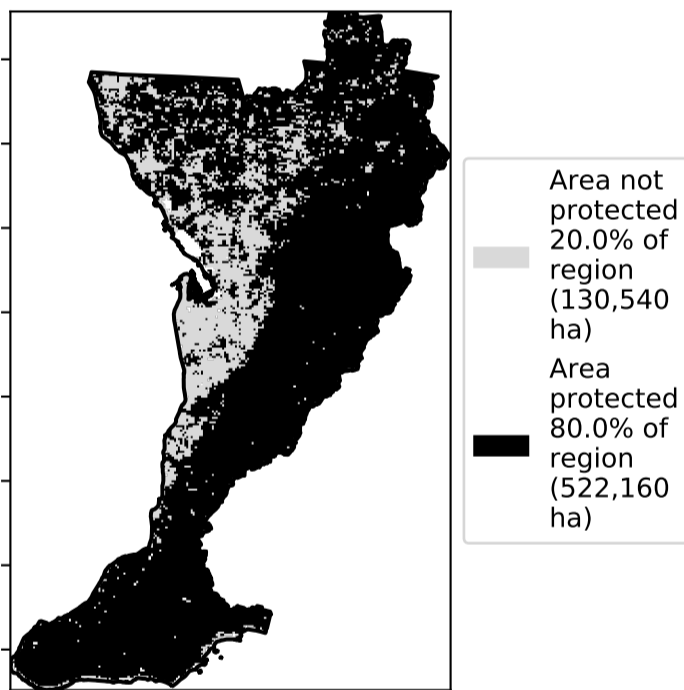 Area not
protected
20.0% of
region
(130,540
ha)
Area
protected
80.0% of
region
(522,160
ha)